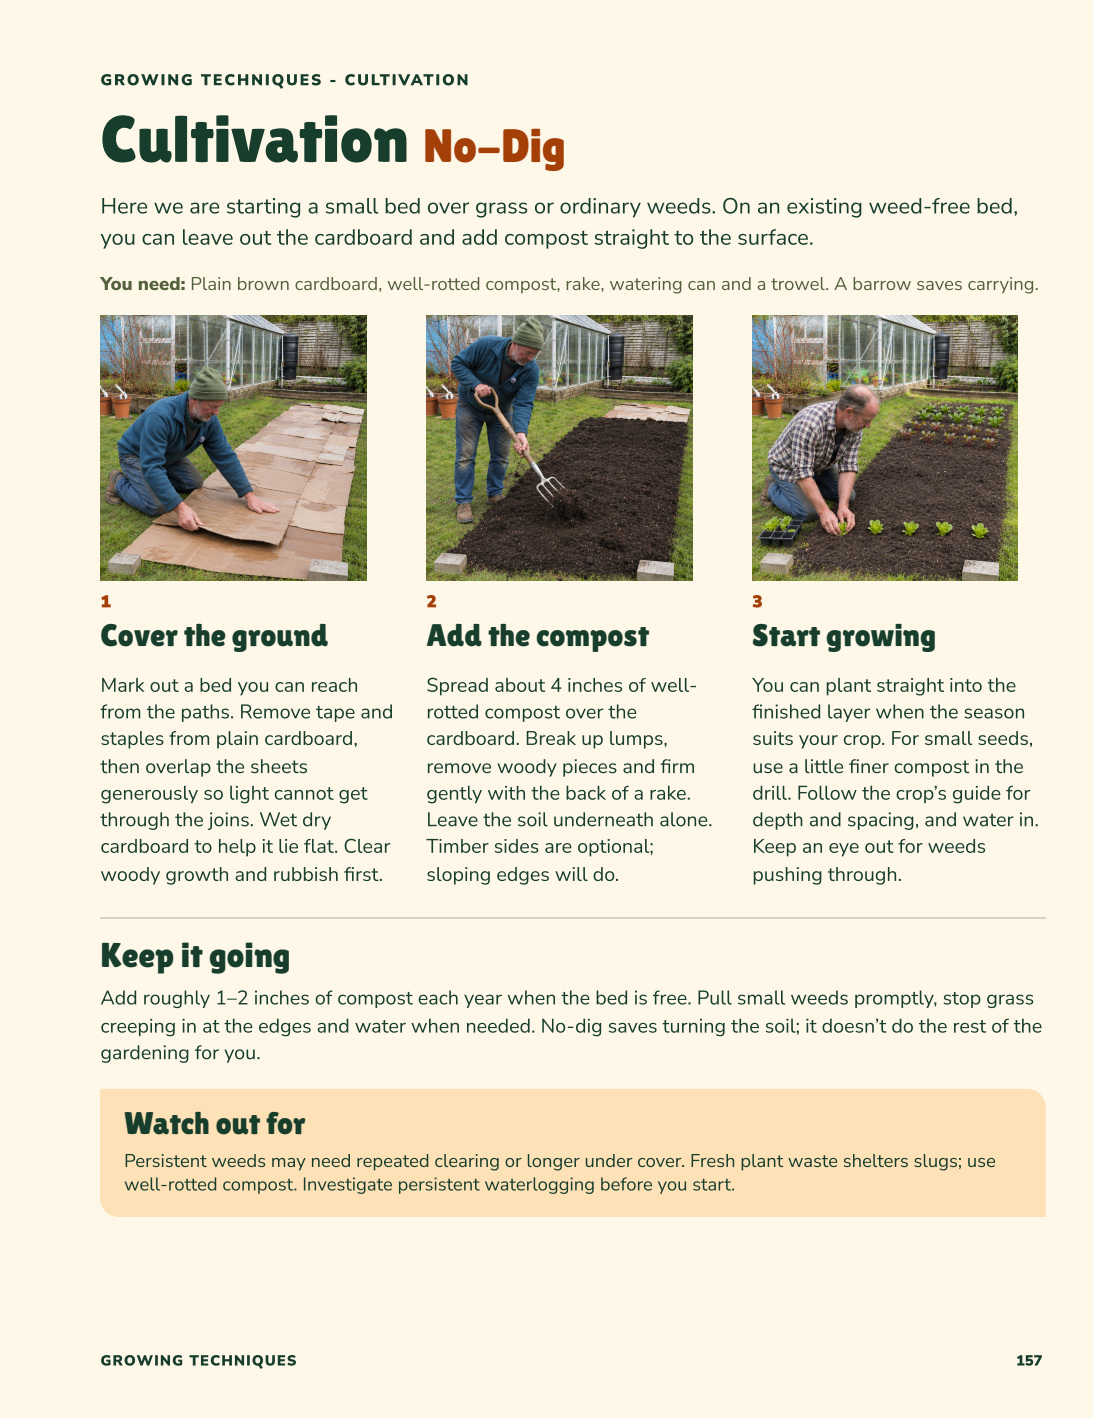 GROWING TECHNIQUES - CULTIVATION
Cultivation No-Dig
Here we are starting a small bed over grass or ordinary weeds. On an existing weed-free bed,
you can leave out the cardboard and add compost straight to the surface.
You need: Plain brown cardboard, well-rotted compost, rake, watering can and a trowel. A barrow saves carrying.
1
Cover the ground
Mark out a bed you can reach
from the paths. Remove tape and
staples from plain cardboard,
then overlap the sheets
generously so light cannot get
through the joins. Wet dry
cardboard to help it lie flat. Clear
woody growth and rubbish first.
2
Add the compost
Spread about 4 inches of well-
rotted compost over the
cardboard. Break up lumps,
remove woody pieces and firm
gently with the back of a rake.
Leave the soil underneath alone.
Timber sides are optional;
sloping edges will do.
3
Start growing
You can plant straight into the
finished layer when the season
suits your crop. For small seeds,
use a little finer compost in the
drill. Follow the crop’s guide for
depth and spacing, and water in.
Keep an eye out for weeds
pushing through.
Keep it going
Add roughly 1–2 inches of compost each year when the bed is free. Pull small weeds promptly, stop grass
creeping in at the edges and water when needed. No-dig saves turning the soil; it doesn’t do the rest of the
gardening for you.
Watch out for
Persistent weeds may need repeated clearing or longer under cover. Fresh plant waste shelters slugs; use
well-rotted compost. Investigate persistent waterlogging before you start.
GROWING TECHNIQUES
157